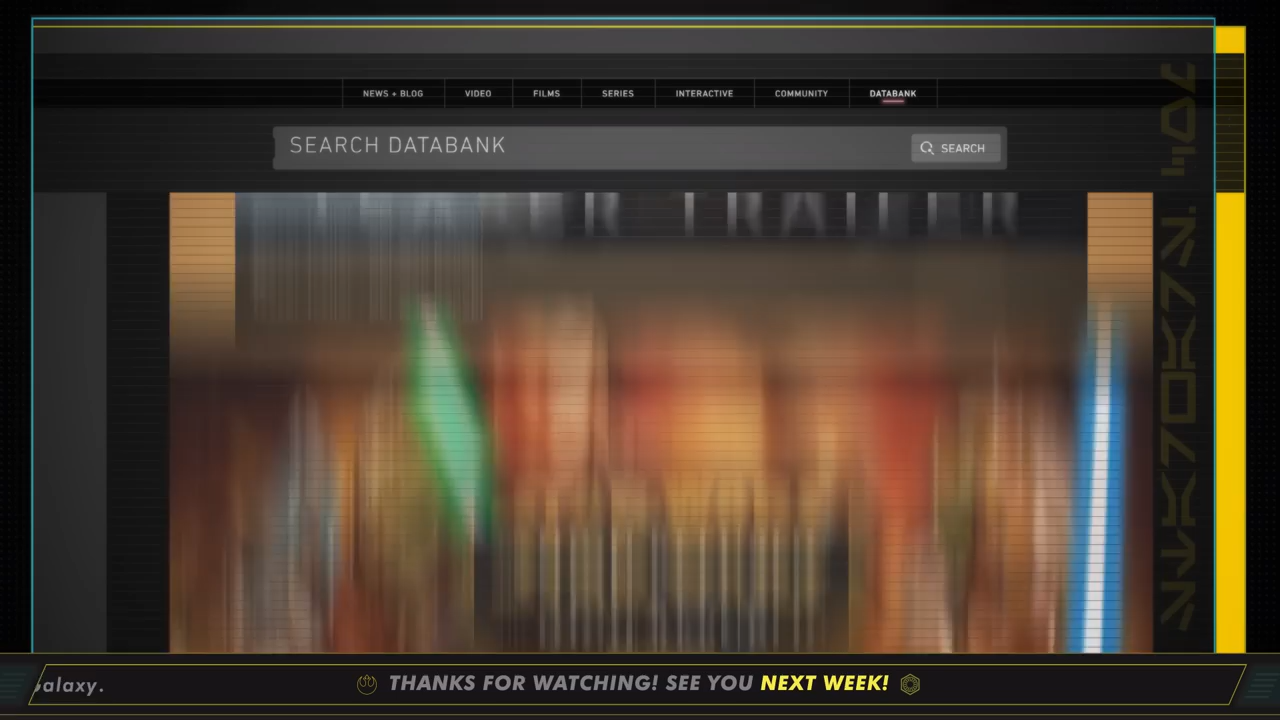 NEWS + BLOG VIDEO FILMS SERIES INTERACTIVE COMMUNITY DATABANK
SEARCH DATABANK
SEARCH
alaxy.
THANKS FOR WATCHING! SEE YOU NEXT WEEK!